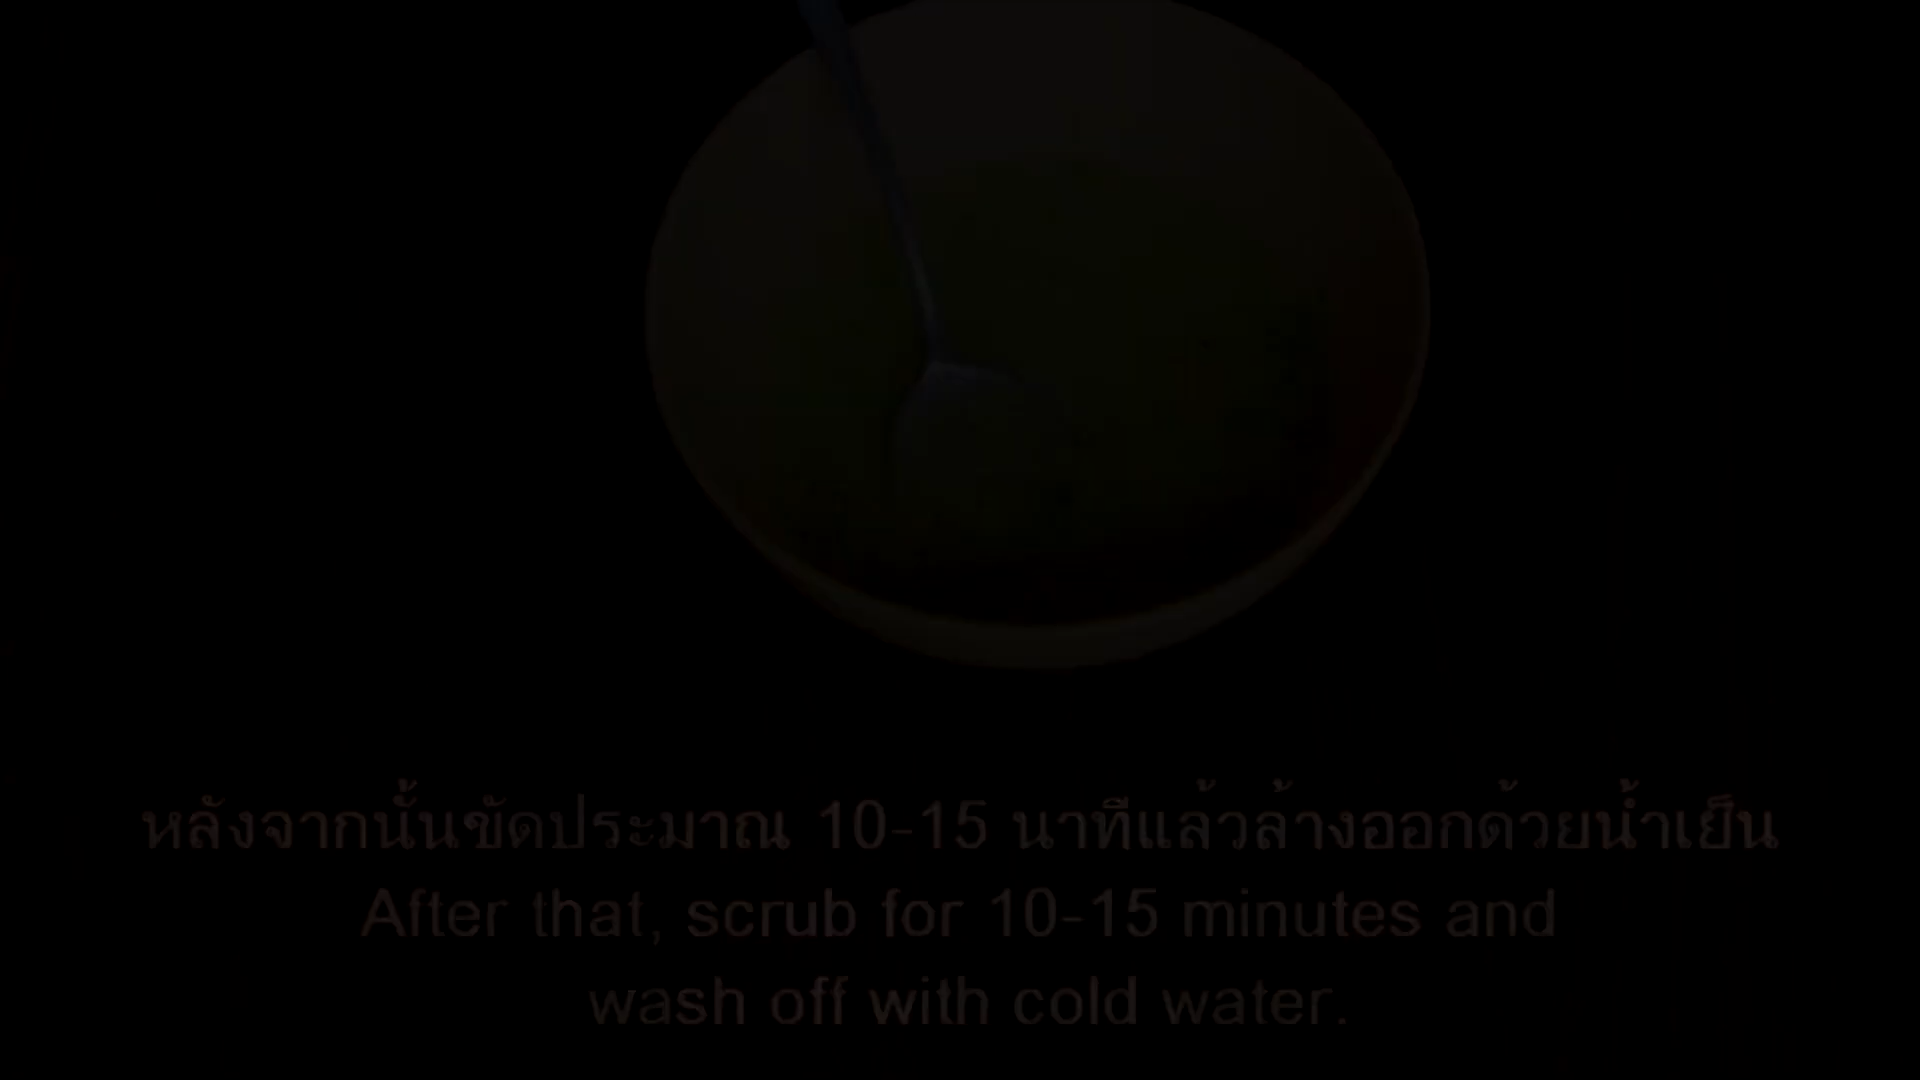 หลังจากนั้นขัดประมาณ 10-15 นาทีแล้วล้างออกด้วยน้ำเย็น
After that, scrub for 10-15 minutes and
wash off with cold water.